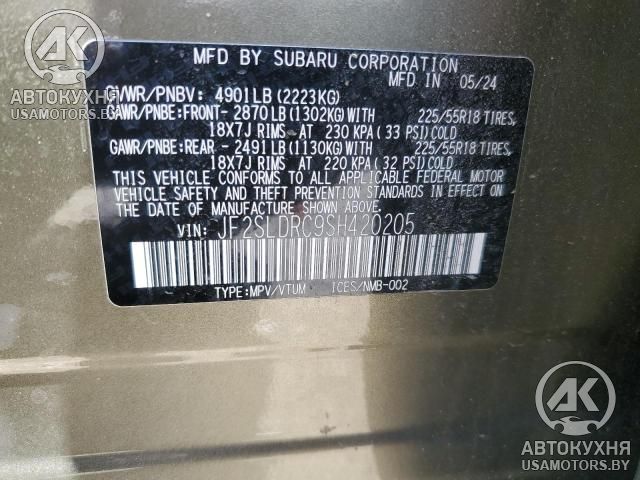 АВТОКУХНЯ
USAMOTORS.BY
MFD BY SUBARU CORPORATION
MFD IN 05/24
GVWR/PNBV: 4901LB(2223KG)
GAWR/PNBE:FRONT- 2870LB(1302KG)WITH 225/55R18 TIRES,
18X7J RIMS AT 230 KPA(33 PSI)COLD
GAWR/PNBE:REAR - 2491LB(1130KG)WITH 225/55R18 TIRES,
18X7J RIMS AT 220 KPA(32 PSI)COLD
THIS VEHICLE CONFORMS TO ALL APPLICABLE FEDERAL MOTOR
VEHICLE SAFETY AND THEFT PREVENTION STANDARDS IN EFFECT
ON THE DATE OF MANUFACTURE SHOWN ABOVE.
VIN: JF2SLDRC9SH420205
TYPE:MPV/VTUM ICES/NMB-002
АК
АВТОКУХНЯ
USAMOTORS.BY